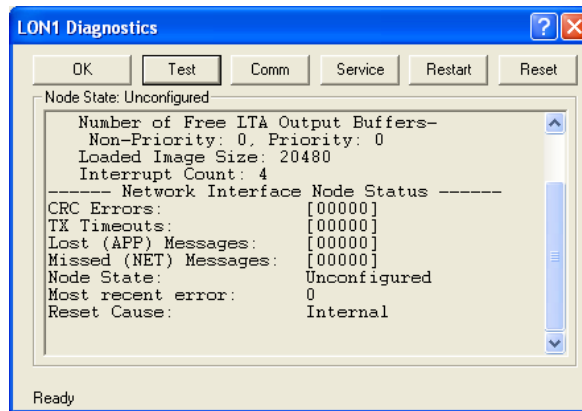 LON1 Diagnostics
OK Test Comm Service Restart Reset
Node State: Unconfigured
Number of Free LTA Output Buffers-
Non-Priority: 0, Priority: 0
Loaded Image Size: 20480
Interrupt Count: 4
------ Network Interface Node Status ------
CRC Errors: [00000]
TX Timeouts: [00000]
Lost (APP) Messages: [00000]
Missed (NET) Messages: [00000]
Node State: Unconfigured
Most recent error: 0
Reset Cause: Internal
Ready